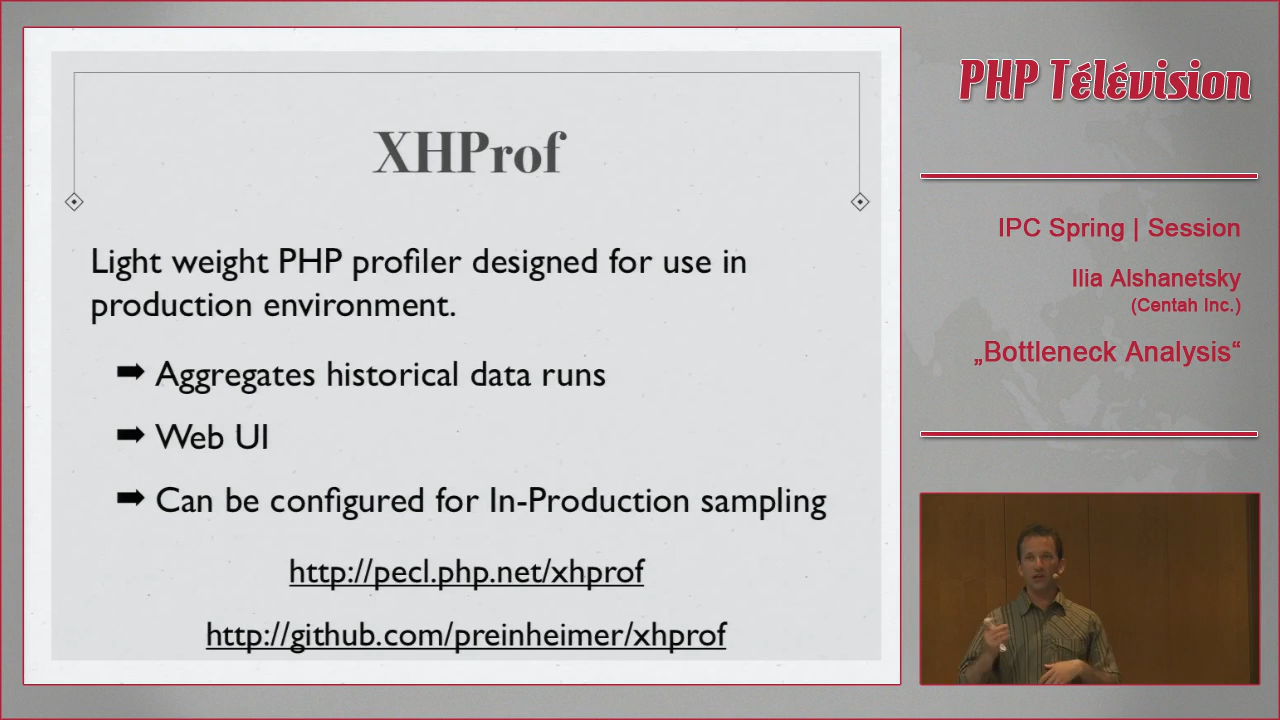 XHProf
Light weight PHP profiler designed for use in
production environment.
➡ Aggregates historical data runs
➡ Web UI
➡ Can be configured for In-Production sampling
http://pecl.php.net/xhprof
http://github.com/preinheimer/xhprof
PHP Télévision
IPC Spring | Session
Ilia Alshanetsky
(Centah Inc.)
„Bottleneck Analysis“